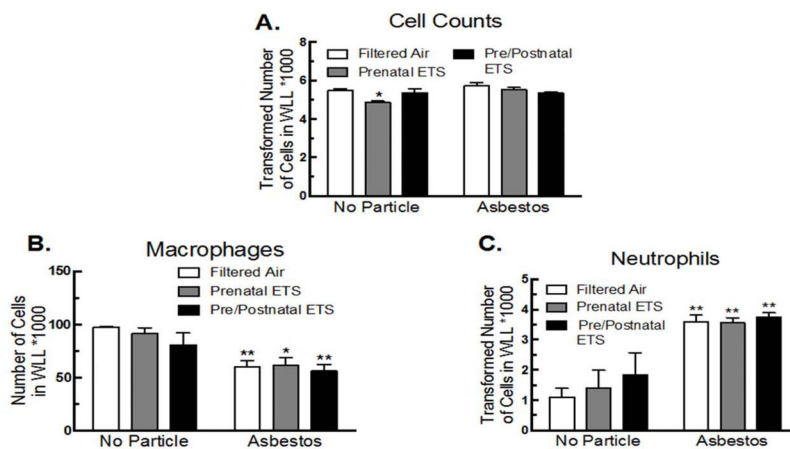 A.
Cell Counts
Transformed Number
of Cells in WLL *1000
8
6
4
2
0
Filtered Air
Prenatal ETS
Pre/Postnatal
ETS
*
No Particle
Asbestos
B.
Macrophages
Number of Cells
in WLL *1000
150
100
50
0
Filtered Air
Prenatal ETS
Pre/Postnatal ETS
**
*
**
No Particle
Asbestos
C.
Neutrophils
Transformed Number
of Cells in WLL *1000
5
4
3
2
1
0
Filtered Air
Prenatal ETS
Pre/Postnatal
ETS
**
**
**
No Particle
Asbestos